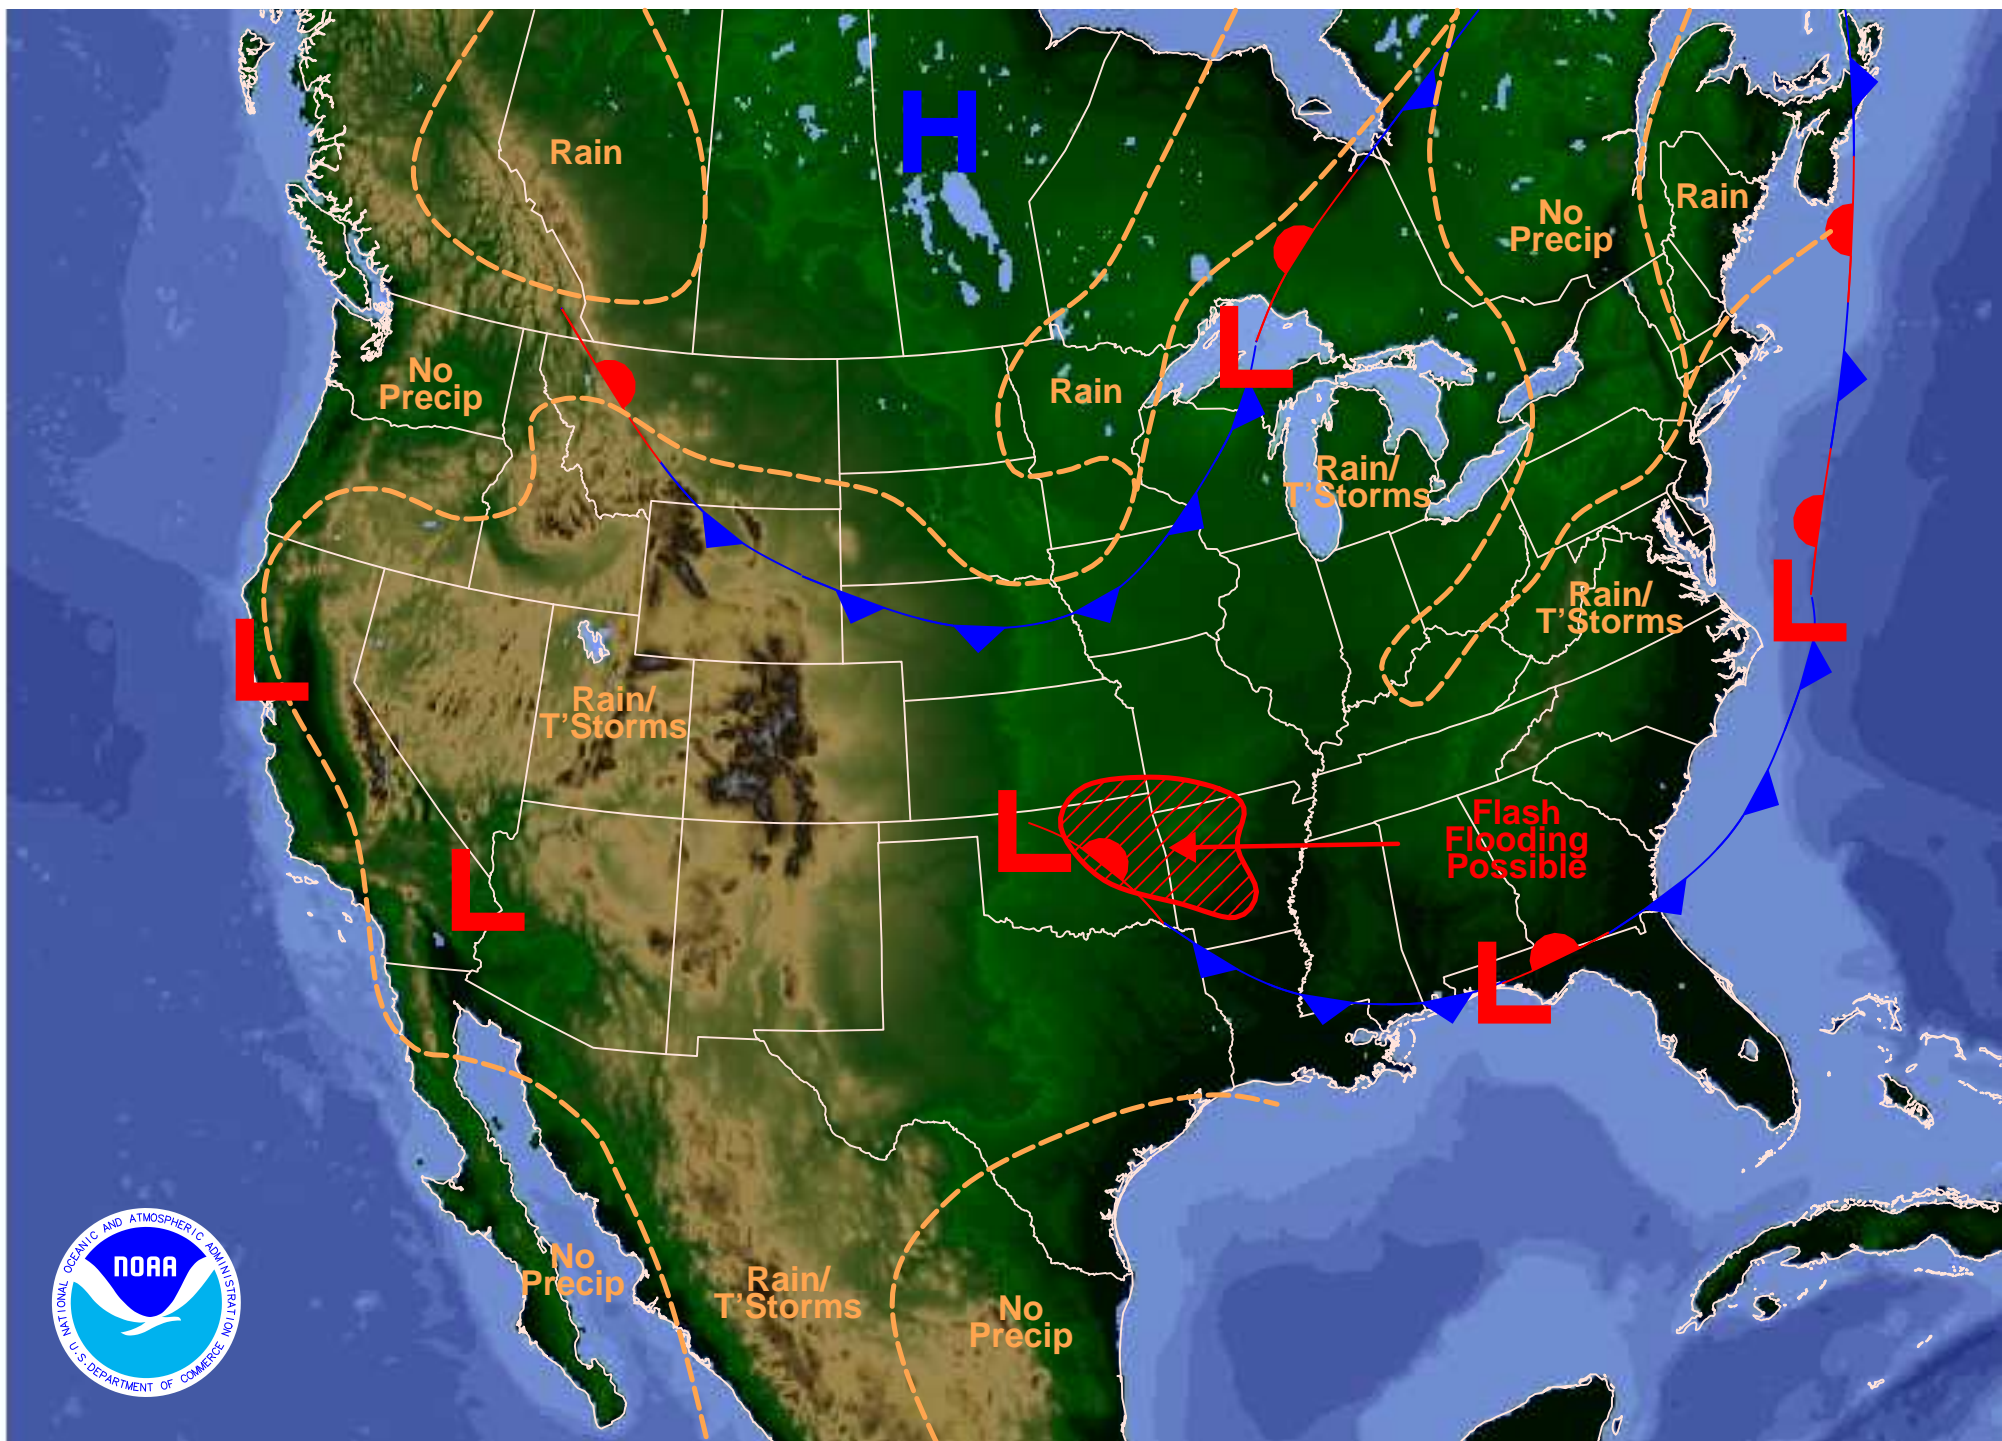 H
Rain
Rain
No
Precip
L
No
Precip
Rain
Rain/
T'Storms
L
Rain/
T'Storms
L
Rain/
T'Storms
L
Flash
Flooding
Possible
L
L
NATIONAL OCEANIC AND ATMOSPHERIC ADMINISTRATION
NOAA
U.S. DEPARTMENT OF COMMERCE
No
Precip
Rain/
T'Storms
No
Precip